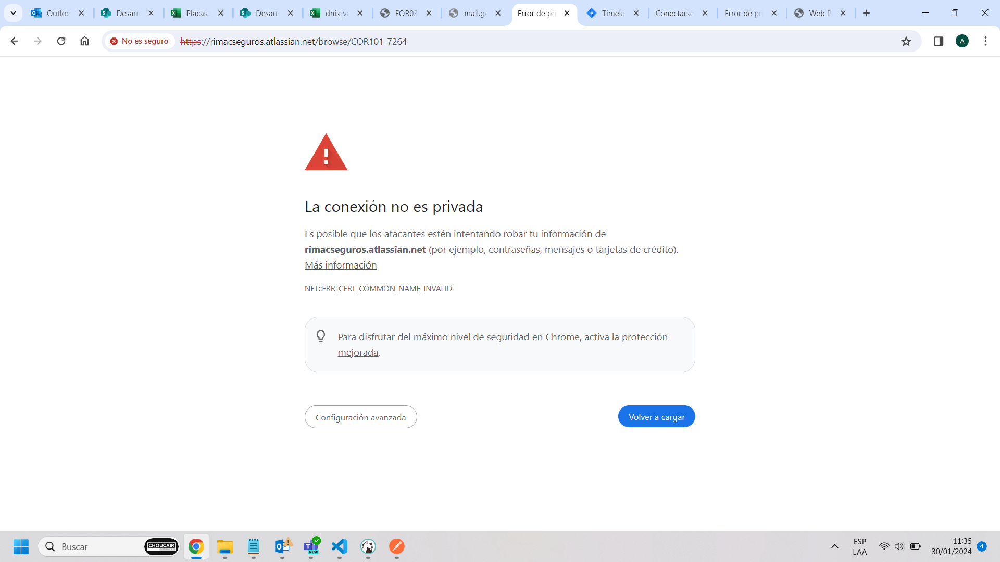 Outloo
Desarr
Placas.
Desarr
dnis_va
FOR03
mail.go
Error de pri
Timela
Conectarse
Error de pri
Web Pa
No es seguro
https://rimacseguros.atlassian.net/browse/COR101-7264
A
La conexión no es privada
Es posible que los atacantes estén intentando robar tu información de
rimacseguros.atlassian.net (por ejemplo, contraseñas, mensajes o tarjetas de crédito).
Más información
NET::ERR_CERT_COMMON_NAME_INVALID
Para disfrutar del máximo nivel de seguridad en Chrome, activa la protección
mejorada.
Configuración avanzada
Volver a cargar
Buscar
CHOUCAIR
NEW
ESP
LAA
11:35
30/01/2024
4